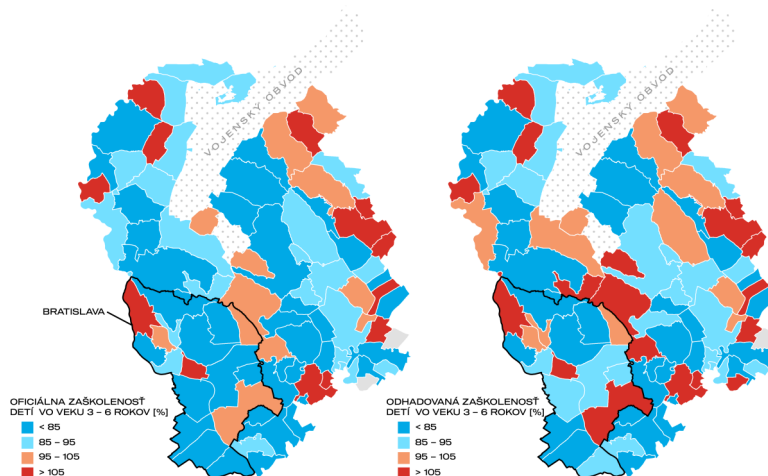 VOJENSKÝ OBVOD
VOJENSKÝ OBVOD
BRATISLAVA
OFICIÁLNA ZAŠKOLENOSŤ
DETÍ VO VEKU 3 – 6 ROKOV [%]
< 85
85 – 95
95 – 105
> 105
ODHADOVANÁ ZAŠKOLENOSŤ
DETÍ VO VEKU 3 – 6 ROKOV [%]
< 85
85 – 95
95 – 105
> 105